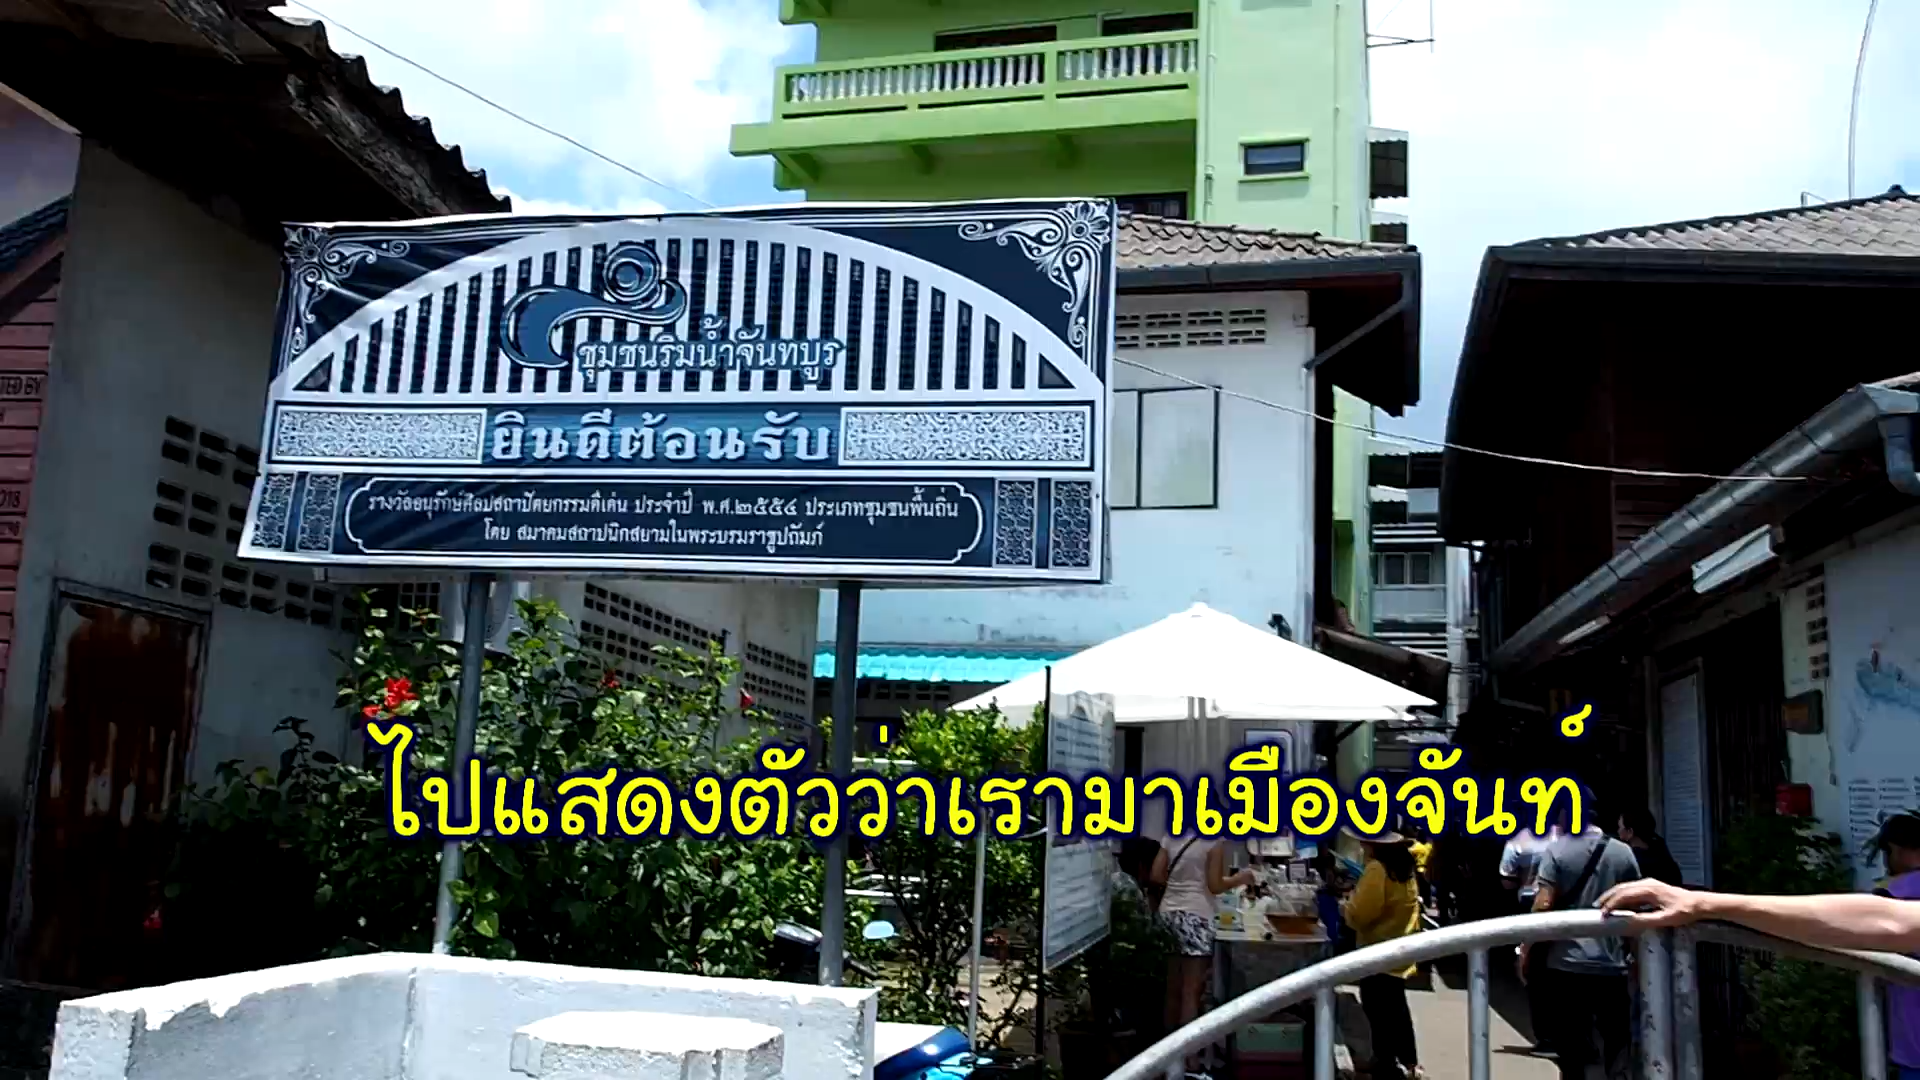 ชุมชนริมน้ำจันทบูร
ยินดีต้อนรับ
รางวัลอนุรักษ์ศิลปสถาปัตยกรรมดีเด่น ประจำปี พ.ศ.๒๕๕๔ ประเภทชุมชนพื้นถิ่น
โดย สมาคมสถาปนิกสยามในพระบรมราชูปถัมภ์
TED BY
ไปแสดงตัวว่าเรามาเมืองจันท์